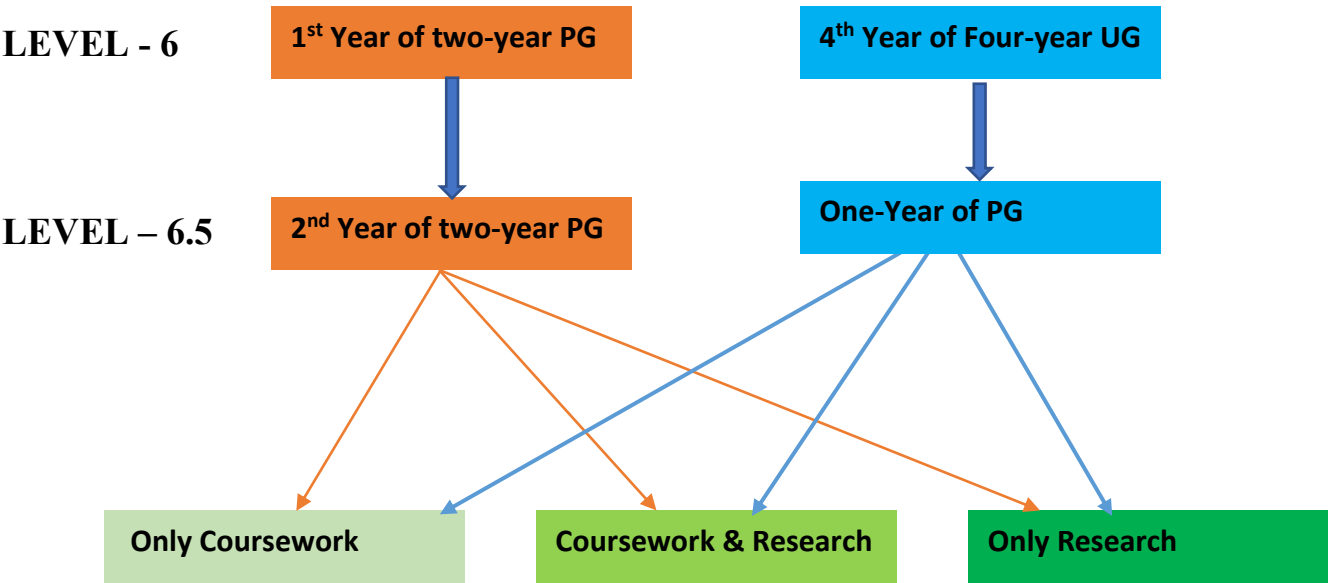 LEVEL - 6
1st Year of two-year PG
4th Year of Four-year UG
LEVEL – 6.5
2nd Year of two-year PG
One-Year of PG
Only Coursework
Coursework & Research
Only Research